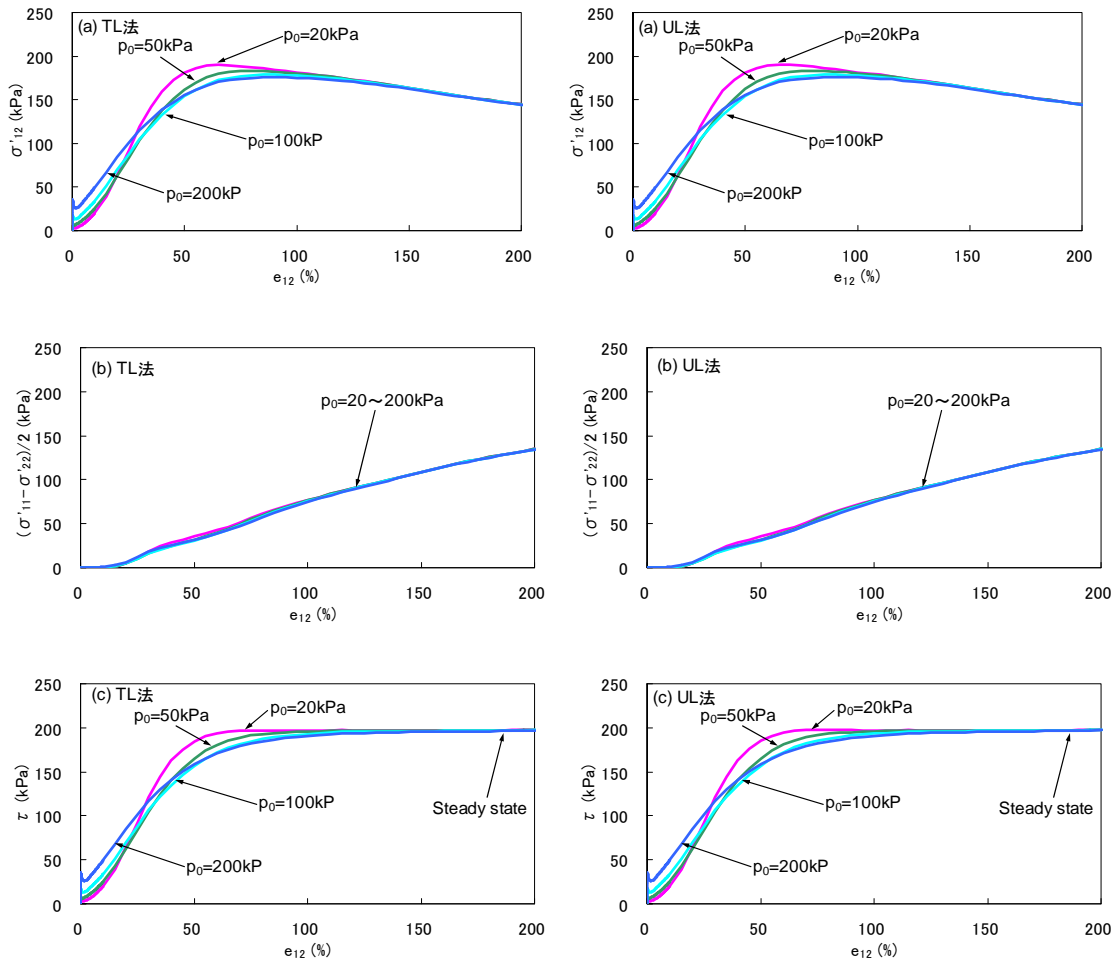 (a) TL法
p₀=20kPa
p₀=50kPa
p₀=100kP
p₀=200kP
250
200
150
100
50
0
σ'₁₂ (kPa)
0 50 100 150 200
e₁₂ (%)
(a) UL法
p₀=20kPa
p₀=50kPa
p₀=100kP
p₀=200kP
250
200
150
100
50
0
σ'₁₂ (kPa)
0 50 100 150 200
e₁₂ (%)
(b) TL法
p₀=20～200kPa
250
200
150
100
50
0
(σ'₁₁－σ'₂₂)/2 (kPa)
0 50 100 150 200
e₁₂ (%)
(b) UL法
p₀=20～200kPa
250
200
150
100
50
0
(σ'₁₁－σ'₂₂)/2 (kPa)
0 50 100 150 200
e₁₂ (%)
(c) TL法
p₀=20kPa
p₀=50kPa
p₀=100kP
Steady state
p₀=200kP
250
200
150
100
50
0
τ (kPa)
0 50 100 150 200
e₁₂ (%)
(c) UL法
p₀=20kPa
p₀=50kPa
p₀=100kP
Steady state
p₀=200kP
250
200
150
100
50
0
τ (kPa)
0 50 100 150 200
e₁₂ (%)